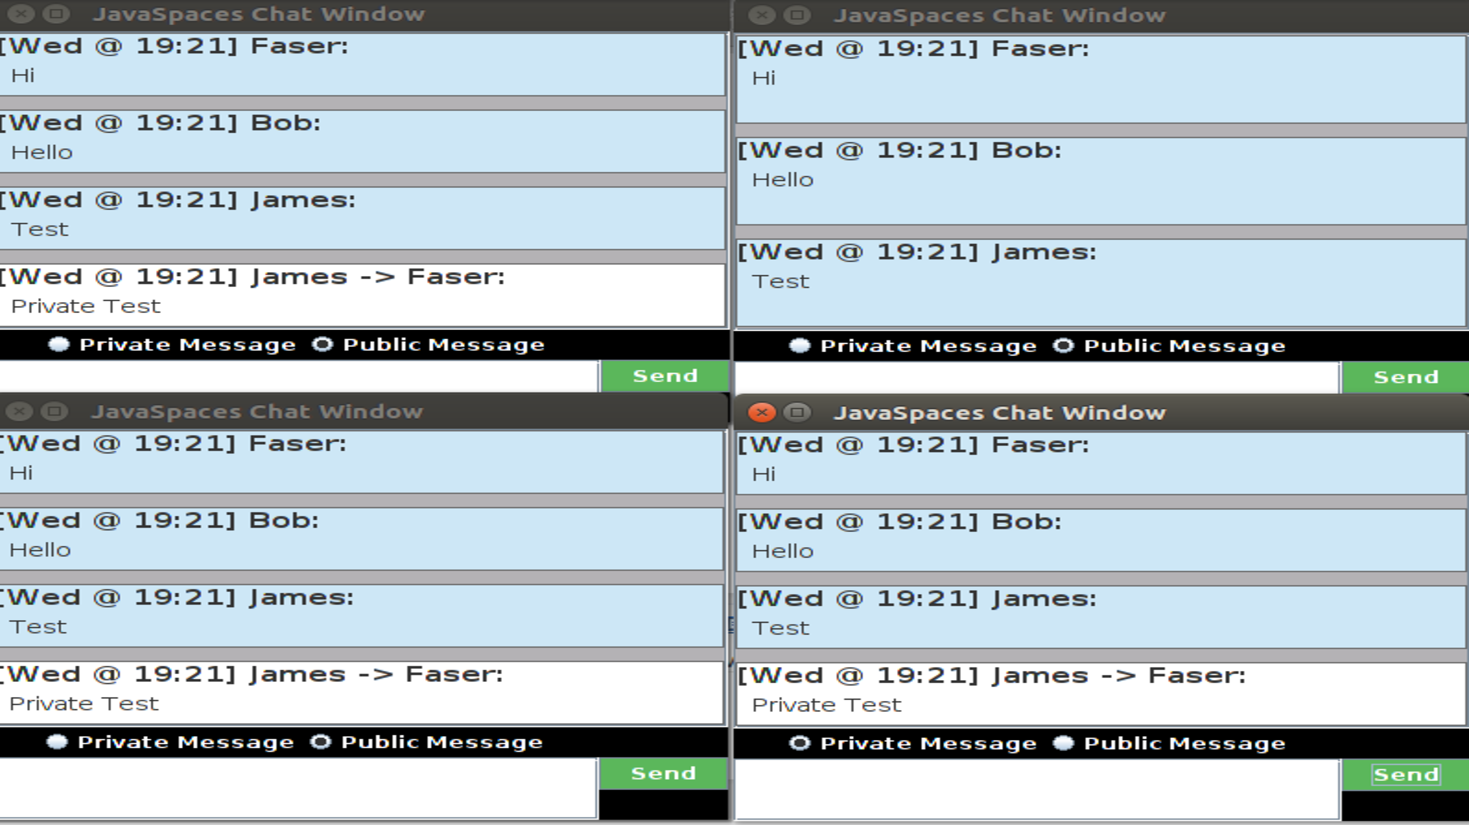 JavaSpaces Chat Window
[Wed @ 19:21] Faser:
Hi
[Wed @ 19:21] Bob:
Hello
[Wed @ 19:21] James:
Test
[Wed @ 19:21] James -> Faser:
Private Test
Private Message Public Message
Send
JavaSpaces Chat Window
[Wed @ 19:21] Faser:
Hi
[Wed @ 19:21] Bob:
Hello
[Wed @ 19:21] James:
Test
Private Message Public Message
Send
JavaSpaces Chat Window
[Wed @ 19:21] Faser:
Hi
[Wed @ 19:21] Bob:
Hello
[Wed @ 19:21] James:
Test
[Wed @ 19:21] James -> Faser:
Private Test
Private Message Public Message
Send
JavaSpaces Chat Window
[Wed @ 19:21] Faser:
Hi
[Wed @ 19:21] Bob:
Hello
[Wed @ 19:21] James:
Test
[Wed @ 19:21] James -> Faser:
Private Test
Private Message Public Message
Send